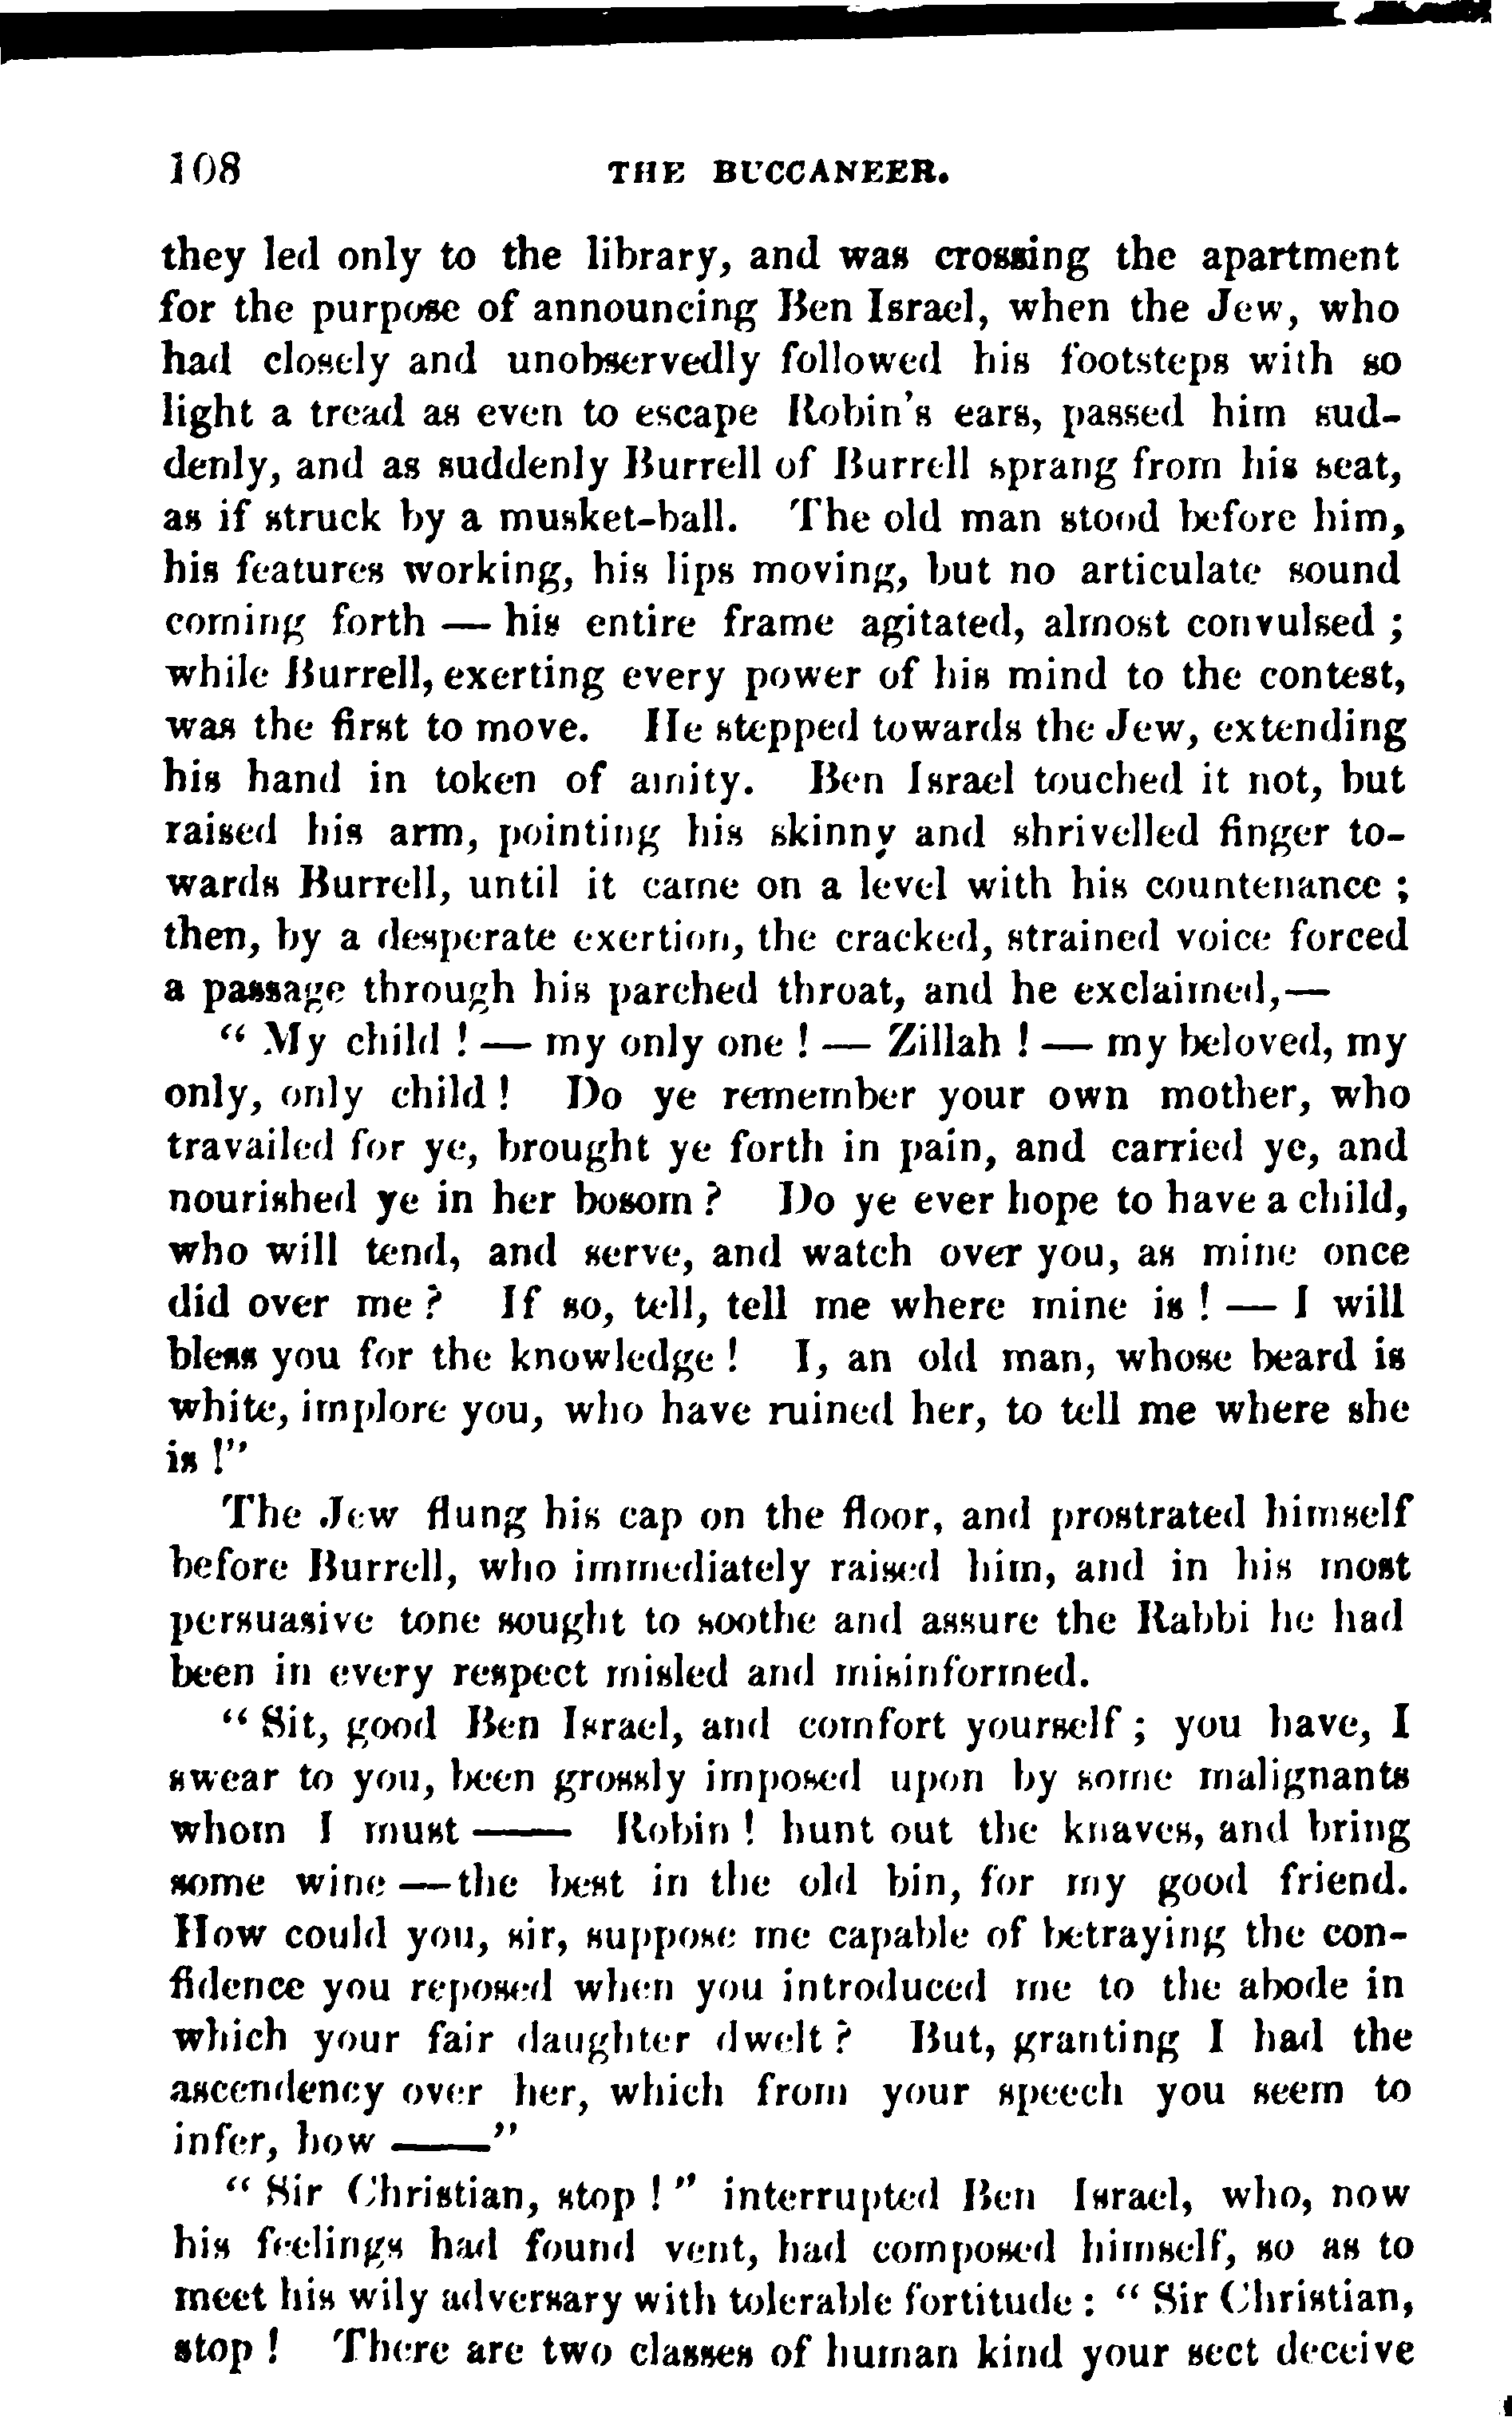 108 THE BUCCANEER.
they led only to the library, and was crossing the apartment
for the purpose of announcing Ben Israel, when the Jew, who
had closely and unobservedly followed his footsteps with so
light a tread as even to escape Robin's ears, passed him sud-
denly, and as suddenly Burrell of Burrell sprang from his seat,
as if struck by a musket-ball. The old man stood before him,
his features working, his lips moving, but no articulate sound
coming forth — his entire frame agitated, almost convulsed ;
while Burrell, exerting every power of his mind to the contest,
was the first to move. He stepped towards the Jew, extending
his hand in token of amity. Ben Israel touched it not, but
raised his arm, pointing his skinny and shrivelled finger to-
wards Burrell, until it came on a level with his countenance ;
then, by a desperate exertion, the cracked, strained voice forced
a passage through his parched throat, and he exclaimed,—
" My child ! — my only one ! — Zillah ! — my beloved, my
only, only child ! Do ye remember your own mother, who
travailed for ye, brought ye forth in pain, and carried ye, and
nourished ye in her bosom ? Do ye ever hope to have a child,
who will tend, and serve, and watch over you, as mine once
did over me ? If so, tell, tell me where mine is ! — I will
bless you for the knowledge ! I, an old man, whose beard is
white, implore you, who have ruined her, to tell me where she
is !"
The Jew flung his cap on the floor, and prostrated himself
before Burrell, who immediately raised him, and in his most
persuasive tone sought to soothe and assure the Rabbi he had
been in every respect misled and misinformed.
" Sit, good Ben Israel, and comfort yourself ; you have, I
swear to you, been grossly imposed upon by some malignants
whom I must —— Robin ! hunt out the knaves, and bring
some wine — the best in the old bin, for my good friend.
How could you, sir, suppose me capable of betraying the con-
fidence you reposed when you introduced me to the abode in
which your fair daughter dwelt ? But, granting I had the
ascendency over her, which from your speech you seem to
infer, how ——"
" Sir Christian, stop ! " interrupted Ben Israel, who, now
his feelings had found vent, had composed himself, so as to
meet his wily adversary with tolerable fortitude : " Sir Christian,
stop ! There are two classes of human kind your sect deceive